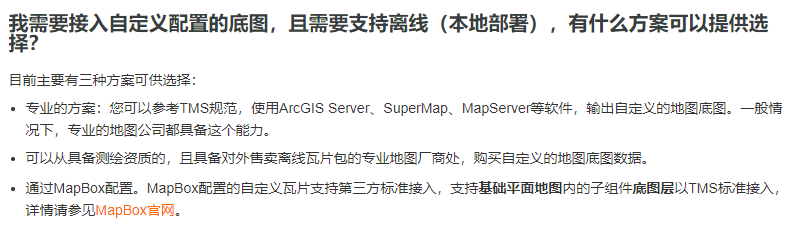 我需要接入自定义配置的底图，且需要支持离线（本地部署），有什么方案可以提供选
择？
目前主要有三种方案可供选择：
• 专业的方案：您可以参考TMS规范，使用ArcGIS Server、SuperMap、MapServer等软件，输出自定义的地图底图。一般情
况下，专业的地图公司都具备这个能力。
• 可以从具备测绘资质的，且具备对外售卖离线瓦片包的专业地图厂商处，购买自定义的地图底图数据。
• 通过MapBox配置。MapBox配置的自定义瓦片支持第三方标准接入，支持基础平面地图内的子组件底图层以TMS标准接入，
详情请参见MapBox官网。